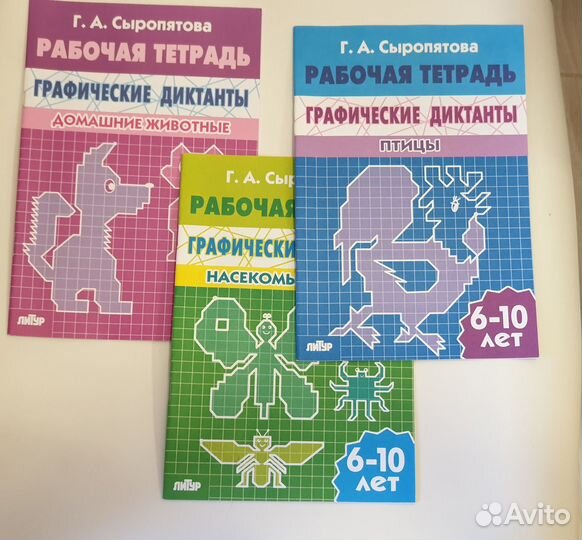 Г. А. Сыропятова
РАБОЧАЯ ТЕТРАДЬ
ГРАФИЧЕСКИЕ ДИКТАНТЫ
ДОМАШНИЕ ЖИВОТНЫЕ
ЛИТУР
Г. А. Сыропятова
РАБОЧАЯ ТЕТРАДЬ
ГРАФИЧЕСКИЕ ДИКТАНТЫ
ПТИЦЫ
6-10
ЛЕТ
ЛИТУР
Г. А. Сыро
РАБОЧАЯ
ГРАФИЧЕСКИ
НАСЕКОМЫ
6-10
ЛЕТ
ЛИТУР
Avito